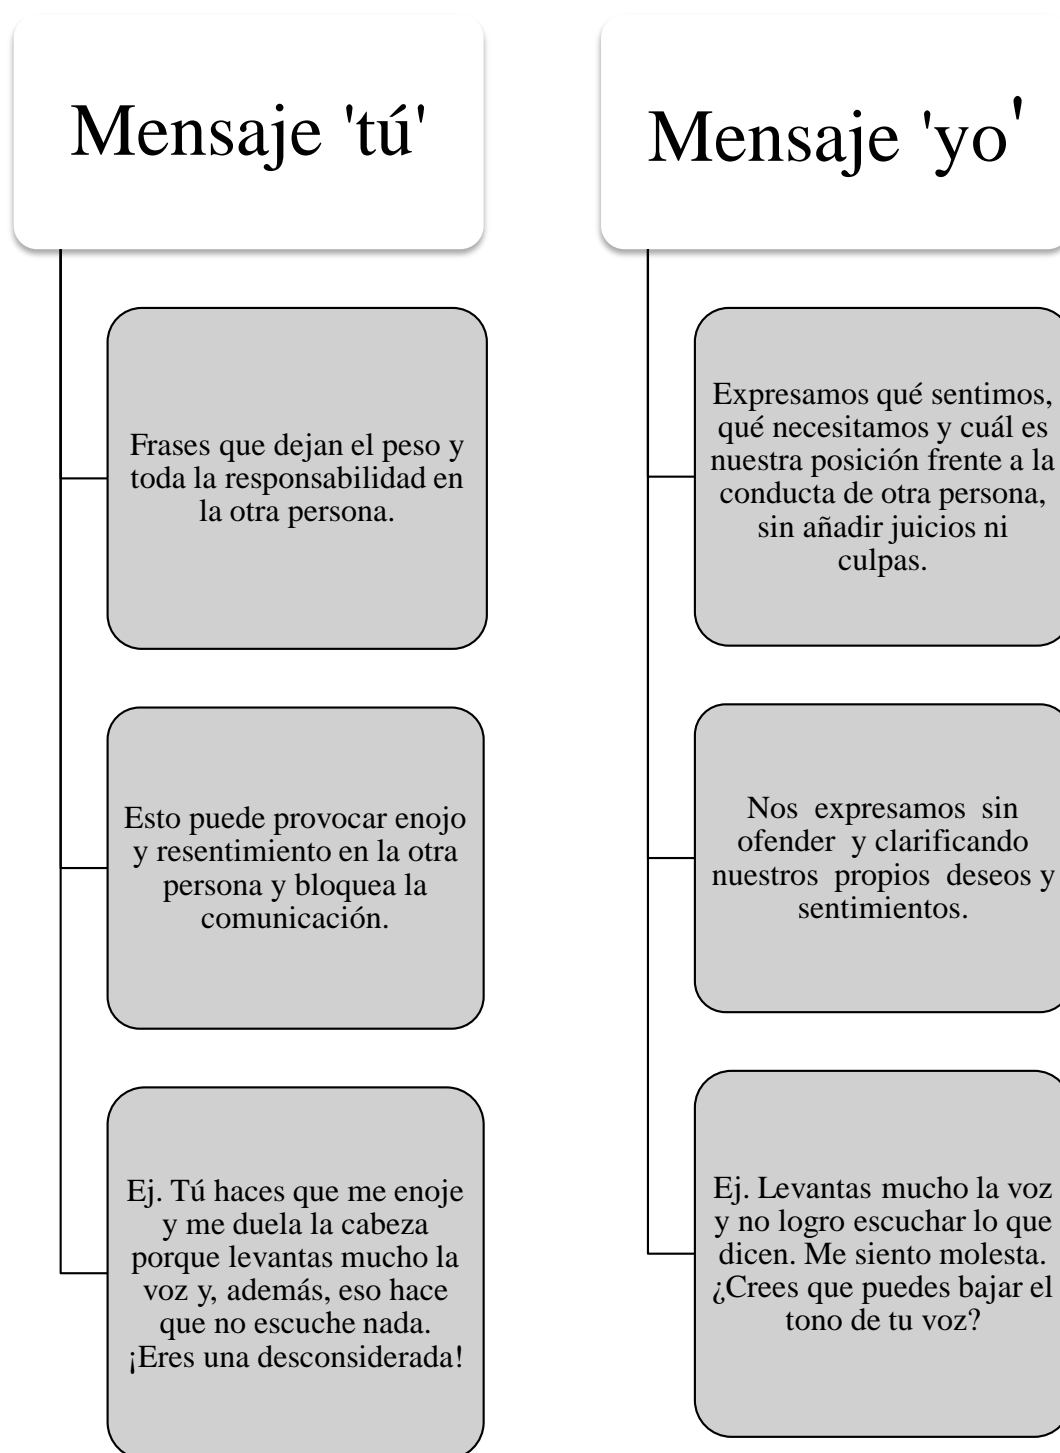 Mensaje 'tú'
Frases que dejan el peso y
toda la responsabilidad en
la otra persona.
Esto puede provocar enojo
y resentimiento en la otra
persona y bloquea la
comunicación.
Ej. Tú haces que me enoje
y me duela la cabeza
porque levantas mucho la
voz y, además, eso hace
que no escuche nada.
¡Eres una desconsiderada!
Mensaje 'yo'
Expresamos qué sentimos,
qué necesitamos y cuál es
nuestra posición frente a la
conducta de otra persona,
sin añadir juicios ni
culpas.
Nos expresamos sin
ofender y clarificando
nuestros propios deseos y
sentimientos.
Ej. Levantas mucho la voz
y no logro escuchar lo que
dicen. Me siento molesta.
¿Crees que puedes bajar el
tono de tu voz?